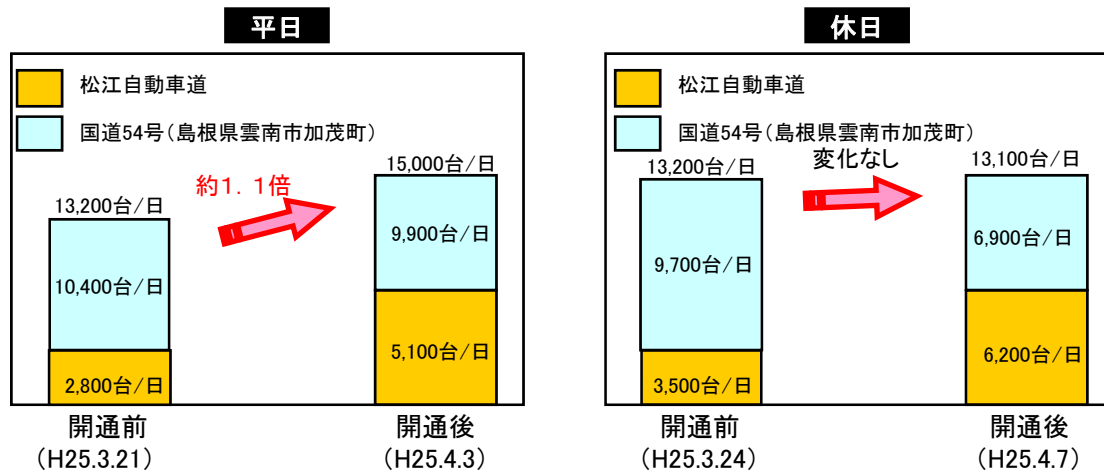 平日
松江自動車道
国道54号(島根県雲南市加茂町)
約1.1倍
13,200台/日
10,400台/日
2,800台/日
15,000台/日
9,900台/日
5,100台/日
開通前
(H25.3.21)
開通後
(H25.4.3)
休日
松江自動車道
国道54号(島根県雲南市加茂町)
変化なし
13,200台/日
9,700台/日
3,500台/日
13,100台/日
6,900台/日
6,200台/日
開通前
(H25.3.24)
開通後
(H25.4.7)